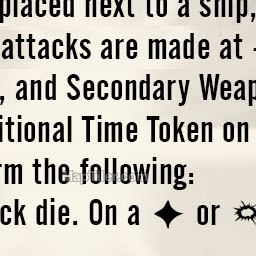 placed next to a ship,
attacks are made at -
, and Secondary Weap
itional Time Token on
rm the following:
ck die. On a ✦ or